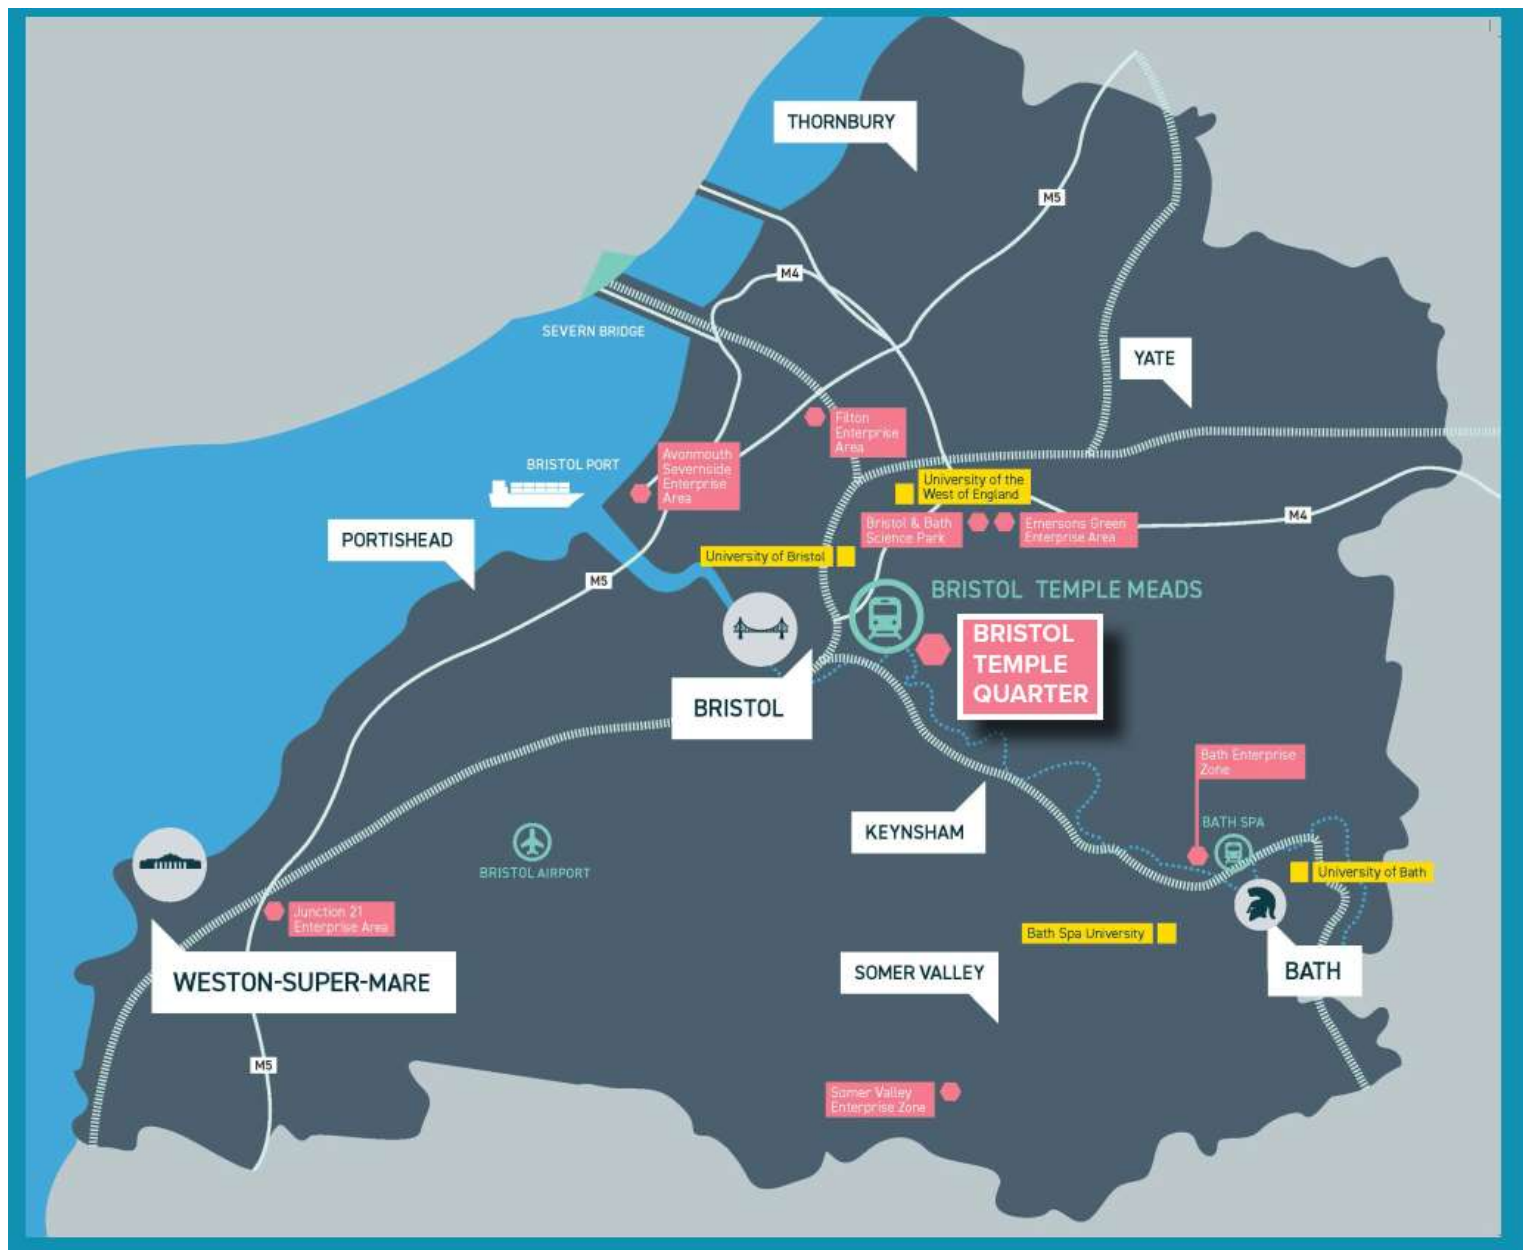 THORNBURY
M5
M4
SEVERN BRIDGE
YATE
Filton
Enterprise
Area
Avonmouth
Severnside
Enterprise
Area
BRISTOL PORT
University of the
West of England
M4
Bristol & Bath
Science Park
Emersons Green
Enterprise Area
PORTISHEAD
University of Bristol
M5
BRISTOL TEMPLE MEADS
BRISTOL
TEMPLE
QUARTER
BRISTOL
Bath Enterprise
Zone
KEYNSHAM
BATH SPA
BRISTOL AIRPORT
University of Bath
Junction 21
Enterprise Area
Bath Spa University
SOMER VALLEY
BATH
WESTON-SUPER-MARE
M5
Somer Valley
Enterprise Zone